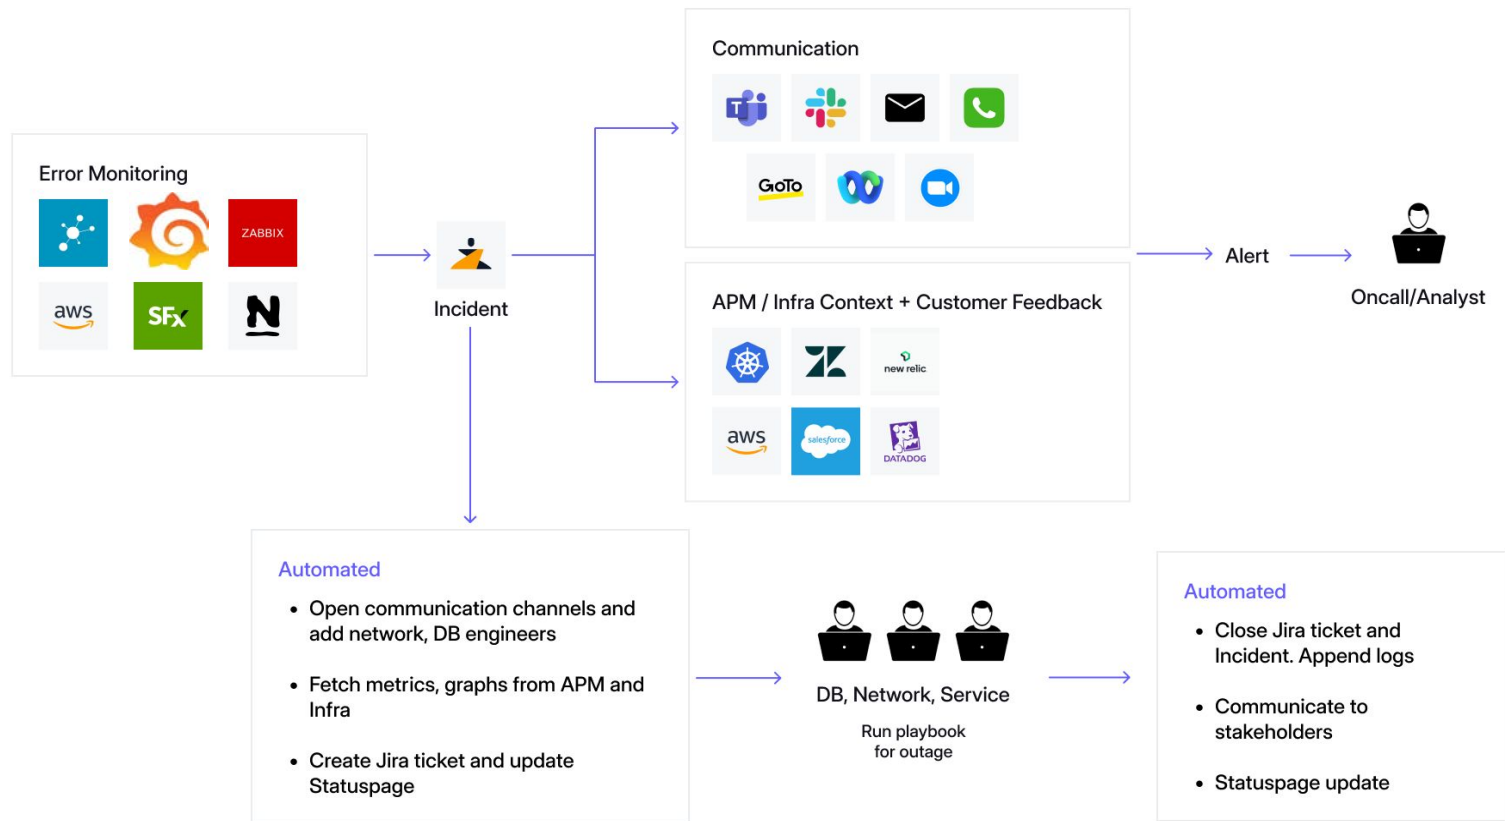 Error Monitoring
ZABBIX
aws
SFx
N
Incident
Communication
T
GoTo
APM / Infra Context + Customer Feedback
new relic
aws
salesforce
DATADOG
Alert
Oncall/Analyst
Automated
• Open communication channels and
add network, DB engineers
• Fetch metrics, graphs from APM and
Infra
• Create Jira ticket and update
Statuspage
DB, Network, Service
Run playbook
for outage
Automated
• Close Jira ticket and
Incident. Append logs
• Communicate to
stakeholders
• Statuspage update